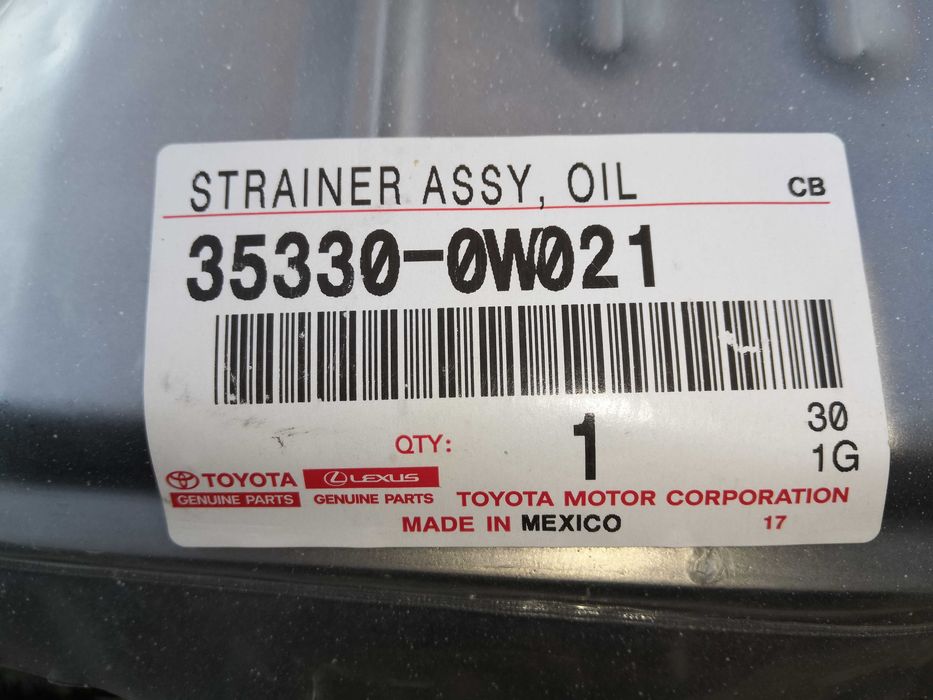 STRAINER ASSY, OIL CB
35330-0W021
30
QTY: 1 1G
TOYOTA LEXUS
GENUINE PARTS GENUINE PARTS TOYOTA MOTOR CORPORATION
MADE IN MEXICO 17